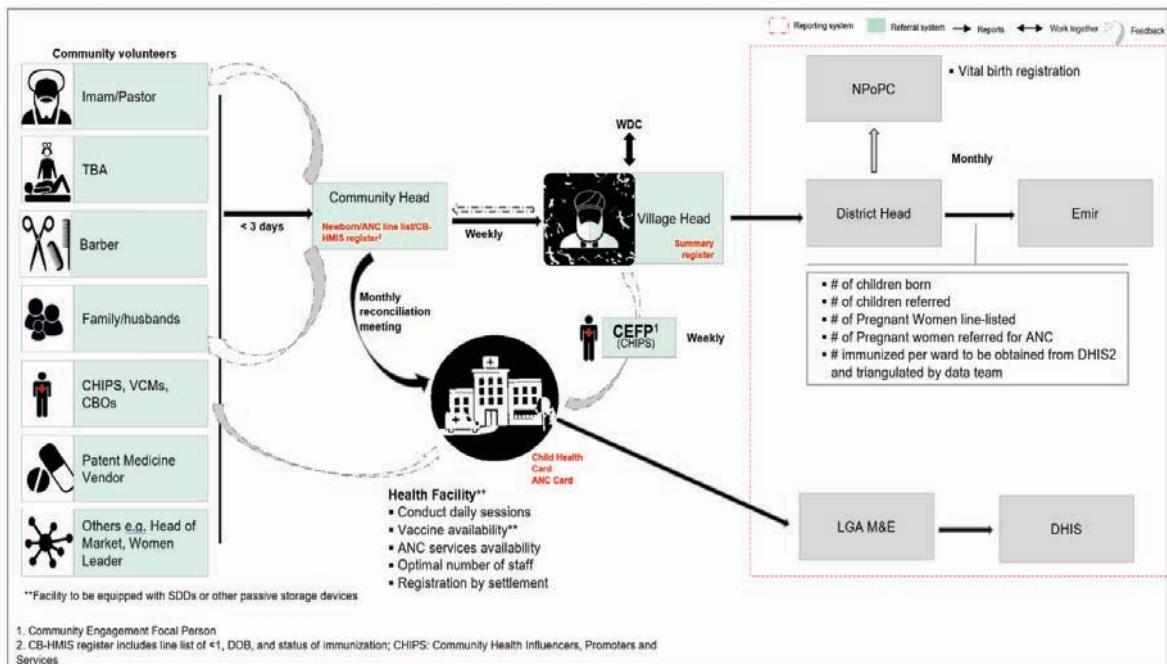 Reporting system
Referral system
Reports
Work together
Feedback
Community volunteers
Imam/Pastor
TBA
Barber
Family/husbands
CHIPS, VCMs,
CBOs
Patent Medicine
Vendor
Others e.g. Head of
Market, Women
Leader
< 3 days
Community Head
Newborn/ANC line list/CB-
HMIS register²
Weekly
Monthly
reconciliation
meeting
WDC
Village Head
Summary
register
CEFP¹
(CHIPS)
Weekly
Child Health
Card
ANC Card
Health Facility**
▪ Conduct daily sessions
▪ Vaccine availability**
▪ ANC services availability
▪ Optimal number of staff
▪ Registration by settlement
NPoPC
▪ Vital birth registration
Monthly
District Head
Emir
▪ # of children born
▪ # of children referred
▪ # of Pregnant Women line-listed
▪ # of Pregnant women referred for ANC
▪ # immunized per ward to be obtained from DHIS2
and triangulated by data team
LGA M&E
DHIS
**Facility to be equipped with SDDs or other passive storage devices
1. Community Engagement Focal Person
2. CB-HMIS register includes line list of <1, DOB, and status of immunization; CHIPS: Community Health Influencers, Promoters and
Services